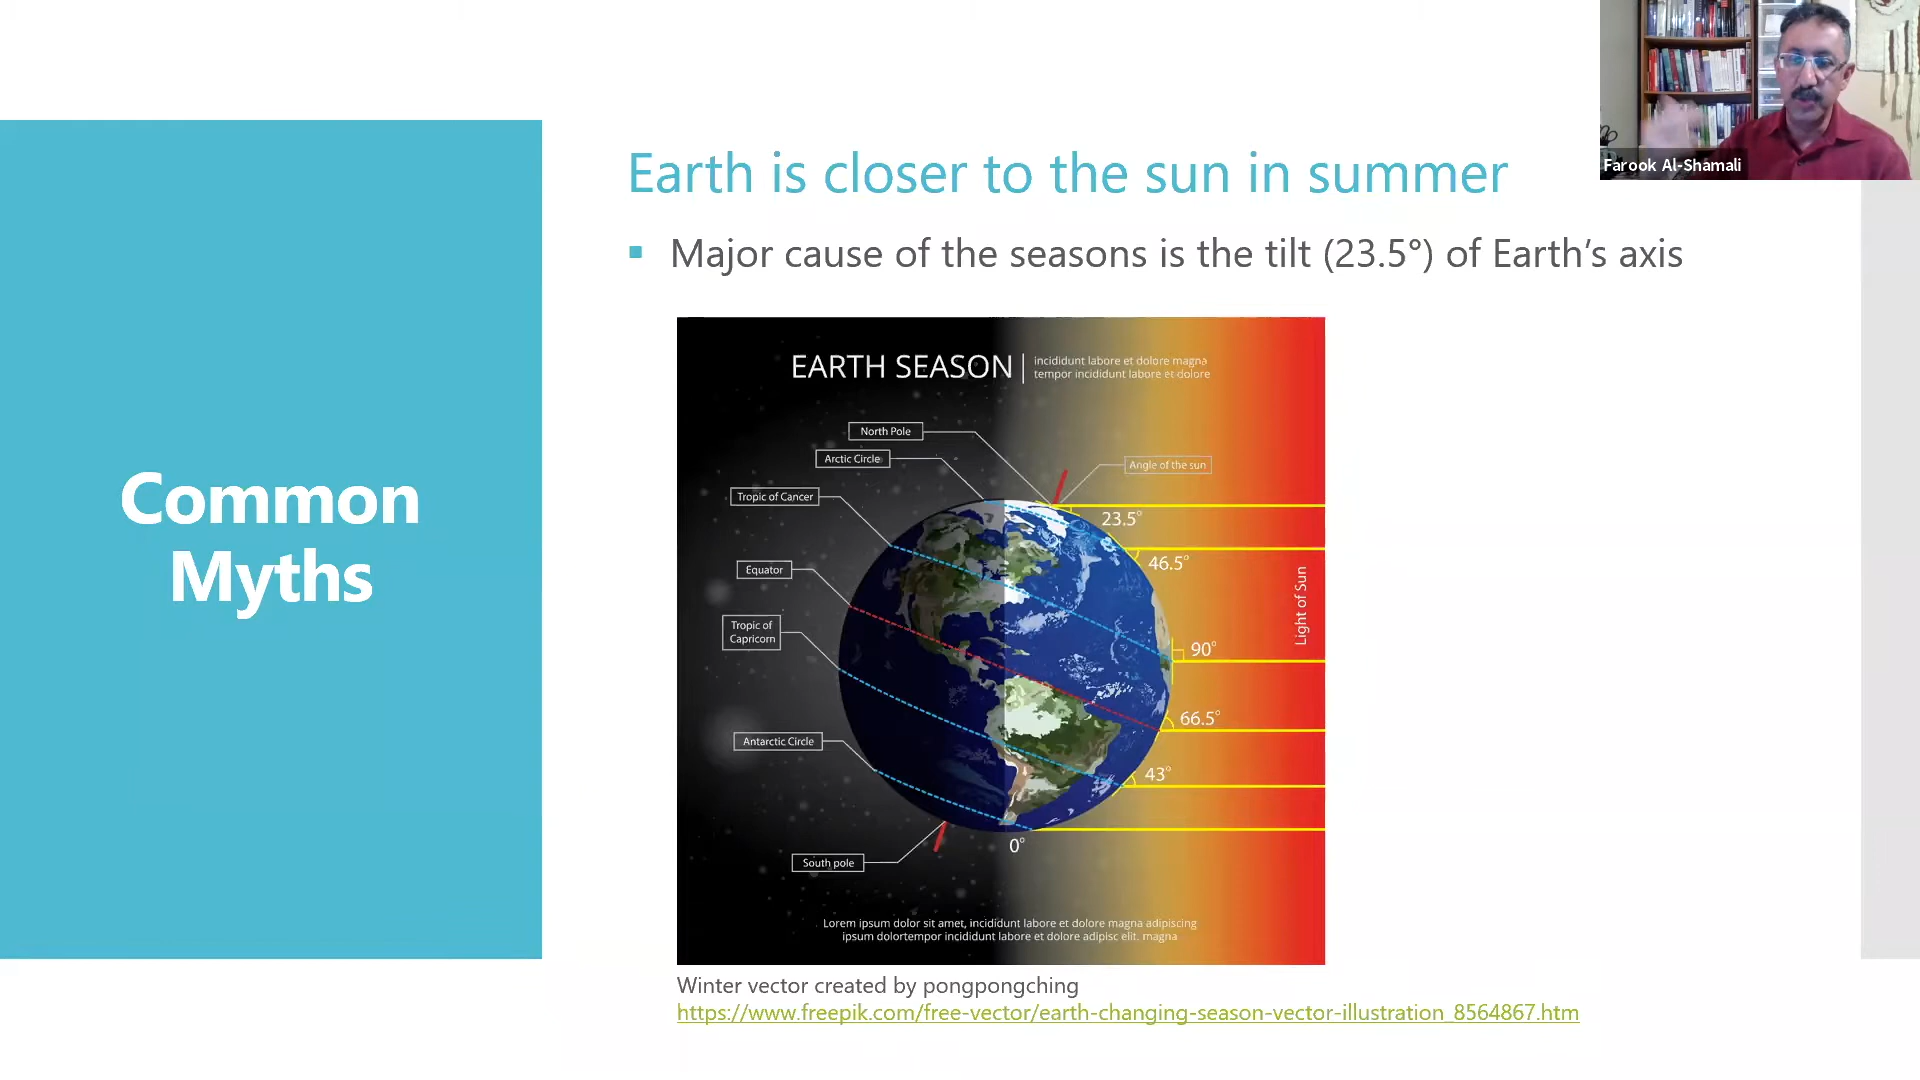 Farook Al-Shamali
Common
Myths
Earth is closer to the sun in summer
Major cause of the seasons is the tilt (23.5°) of Earth’s axis
EARTH SEASON
incididunt labore et dolore magna
tempor incididunt labore et dolore
North Pole
Arctic Circle
Angle of the sun
Tropic of Cancer
23.5°
46.5°
Equator
Light of Sun
Tropic of
Capricorn
90°
66.5°
Antarctic Circle
43°
0°
South pole
Lorem ipsum dolor sit amet, incididunt labore et dolore magna adipiscing
ipsum dolortempor incididunt labore et dolore adipisc elit. magna
Winter vector created by pongpongching
https://www.freepik.com/free-vector/earth-changing-season-vector-illustration_8564867.htm